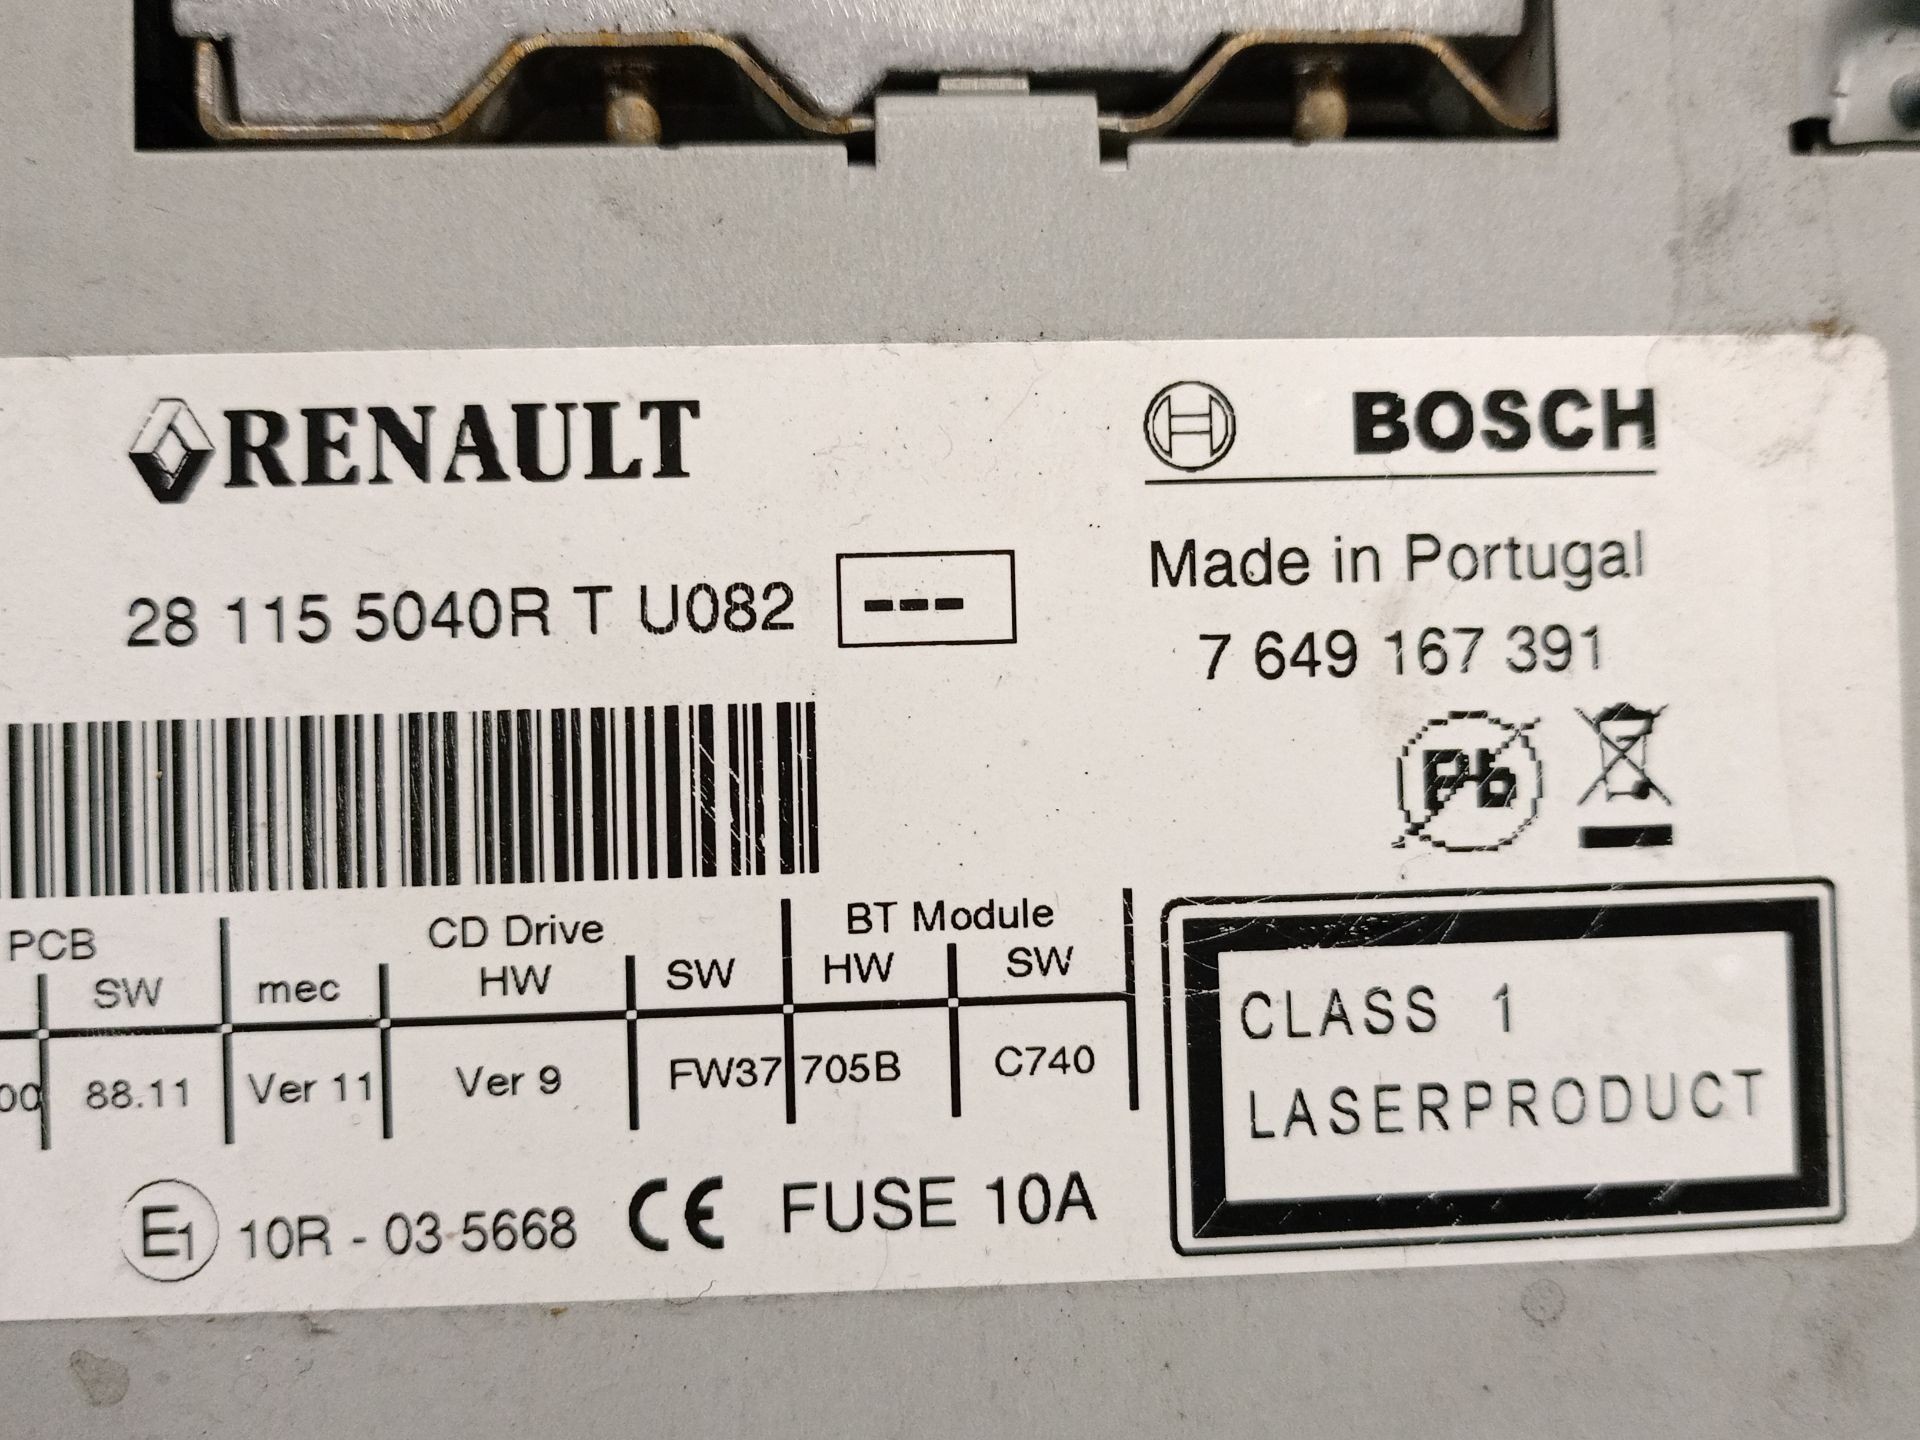 RENAULT
BOSCH
28 115 5040R T U082 ---
Made in Portugal
7 649 167 391
Pb
PCB CD Drive BT Module
SW mec HW SW HW SW
88.11 Ver 11 Ver 9 FW37 705B C740
CLASS 1
LASERPRODUCT
E1 10R - 03 5668 CE FUSE 10A